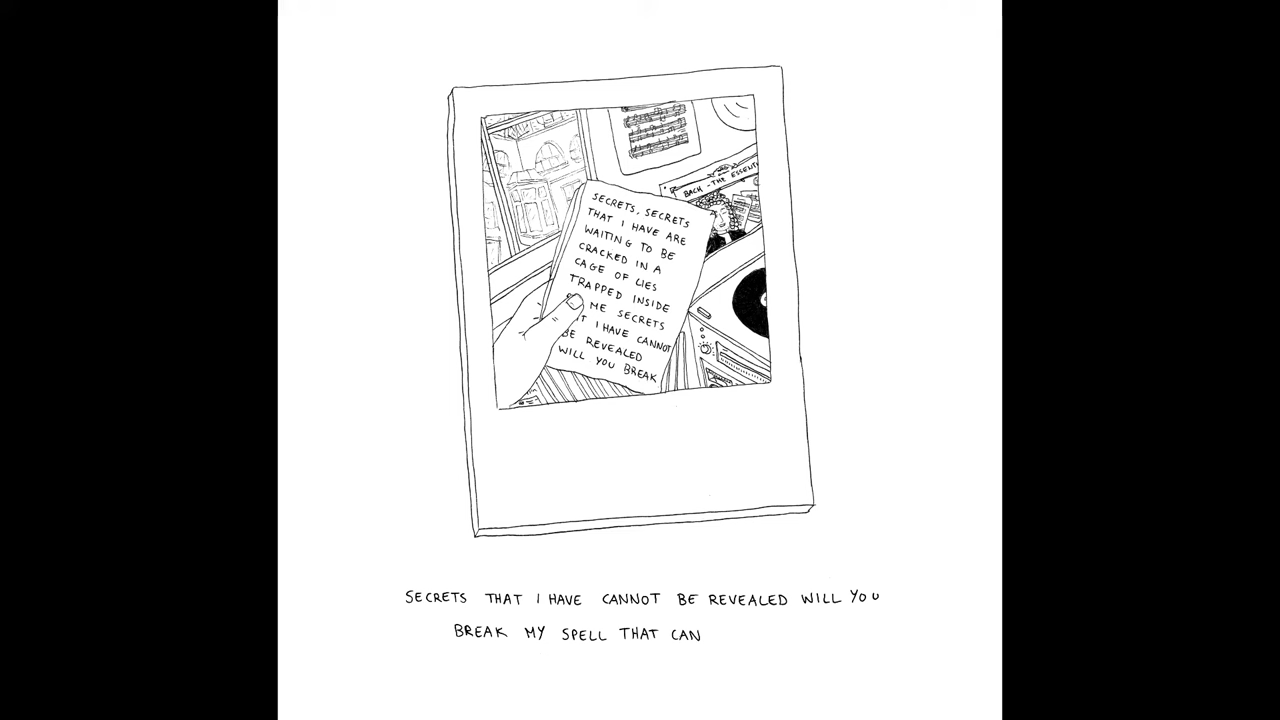 BACH - THE ESSENT
SECRETS, SECRETS
THAT I HAVE ARE
WAITING TO BE
CRACKED IN A
CAGE OF LIES
TRAPPED INSIDE
ME SECRETS
T I HAVE CANNOT
BE REVEALED
WILL YOU BREAK
SECRETS THAT I HAVE CANNOT BE REVEALED WILL YOU
BREAK MY SPELL THAT CAN